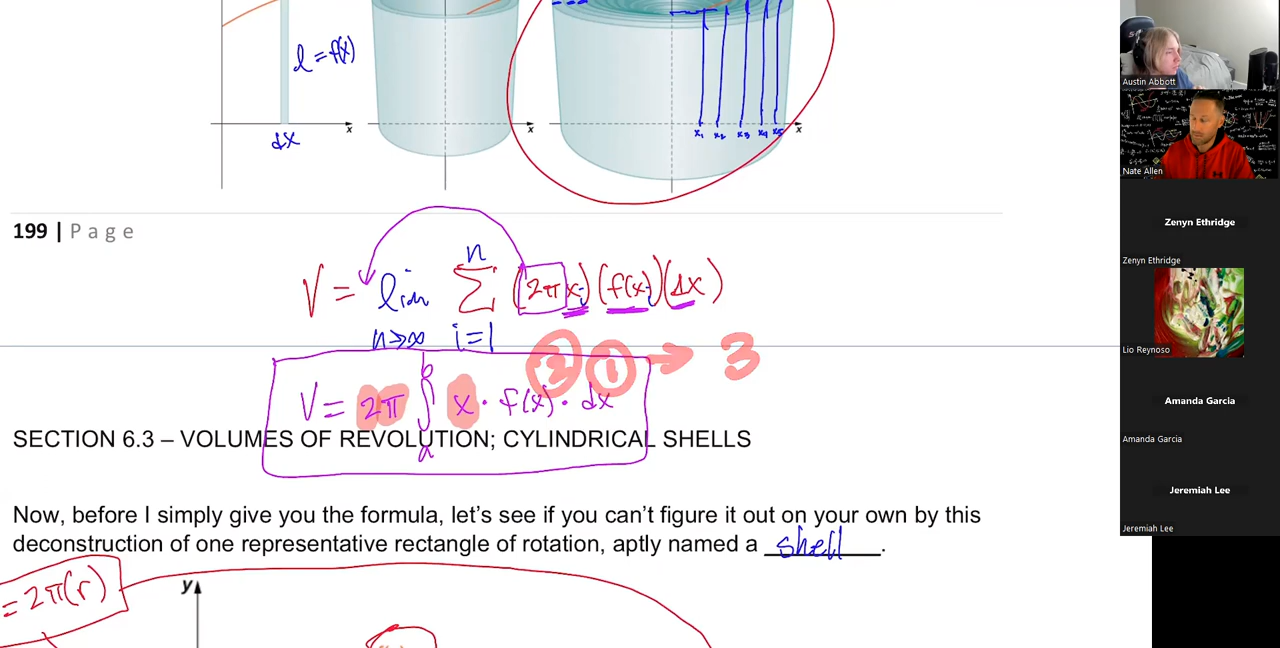 l = f(x)
dx
x
x
x₁ x₂ x₃ x₄ x₅
x
199 | Page
V = lim n→∞ n Σ i=1 (2πxᵢ)(f(xᵢ))(Δx)
② ① → 3
V = 2π ∫ b a x · f(x) · dx
SECTION 6.3 – VOLUMES OF REVOLUTION; CYLINDRICAL SHELLS
Now, before I simply give you the formula, let's see if you can't figure it out on your own by this
deconstruction of one representative rectangle of rotation, aptly named a shell.
= 2π(r)
y
Austin Abbott
Nate Allen
Zenyn Ethridge
Zenyn Ethridge
Lio Reynoso
Amanda Garcia
Amanda Garcia
Jeremiah Lee
Jeremiah Lee